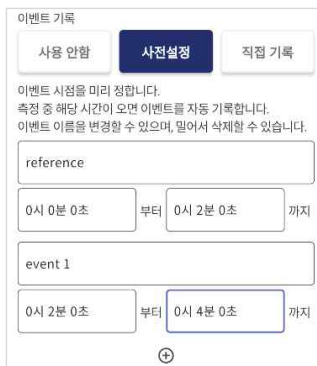 이벤트 기록
사용 안함 사전설정 직접 기록
이벤트 시점을 미리 정합니다.
측정 중 해당 시간이 오면 이벤트를 자동 기록합니다.
이벤트 이름을 변경할 수 있으며, 밀어서 삭제할 수 있습니다.
reference
0시 0분 0초 부터 0시 2분 0초 까지
event 1
0시 2분 0초 부터 0시 4분 0초 까지